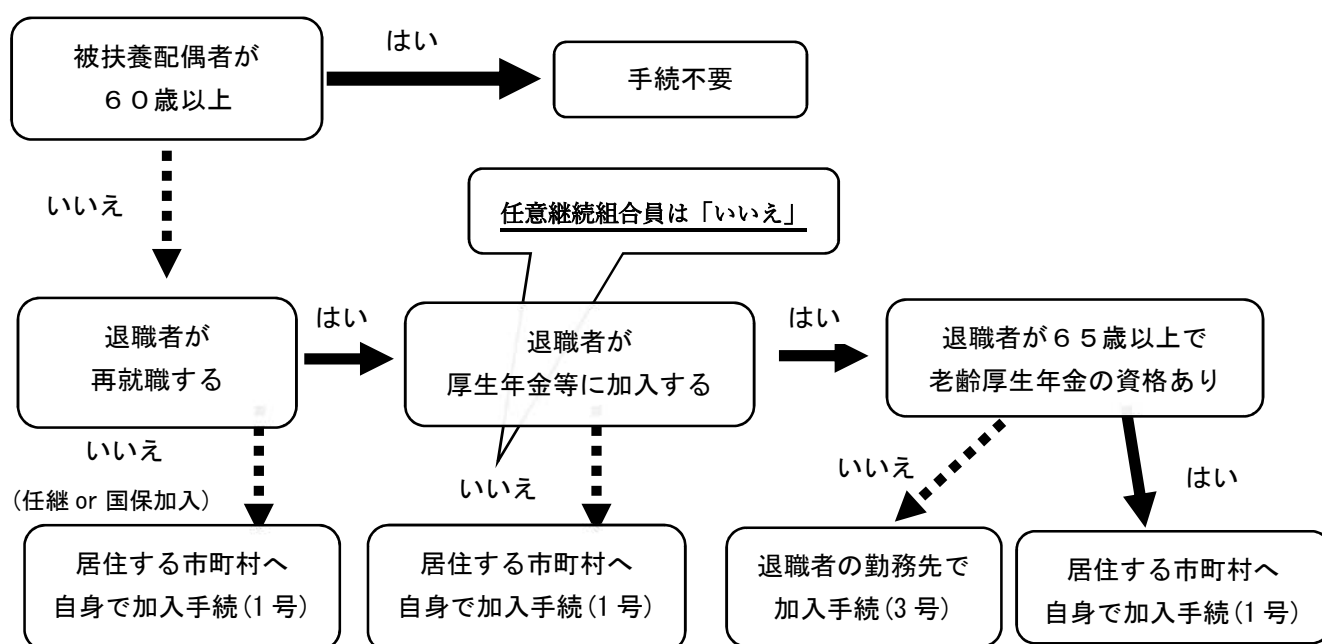 被扶養配偶者が
６０歳以上
はい
手続不要
いいえ
任意継続組合員は「いいえ」
退職者が
再就職する
はい
退職者が
厚生年金等に加入する
はい
退職者が６５歳以上で
老齢厚生年金の資格あり
いいえ
(任継 or 国保加入)
いいえ
いいえ
はい
居住する市町村へ
自身で加入手続(1号)
居住する市町村へ
自身で加入手続(1号)
退職者の勤務先で
加入手続(3号)
居住する市町村へ
自身で加入手続(1号)